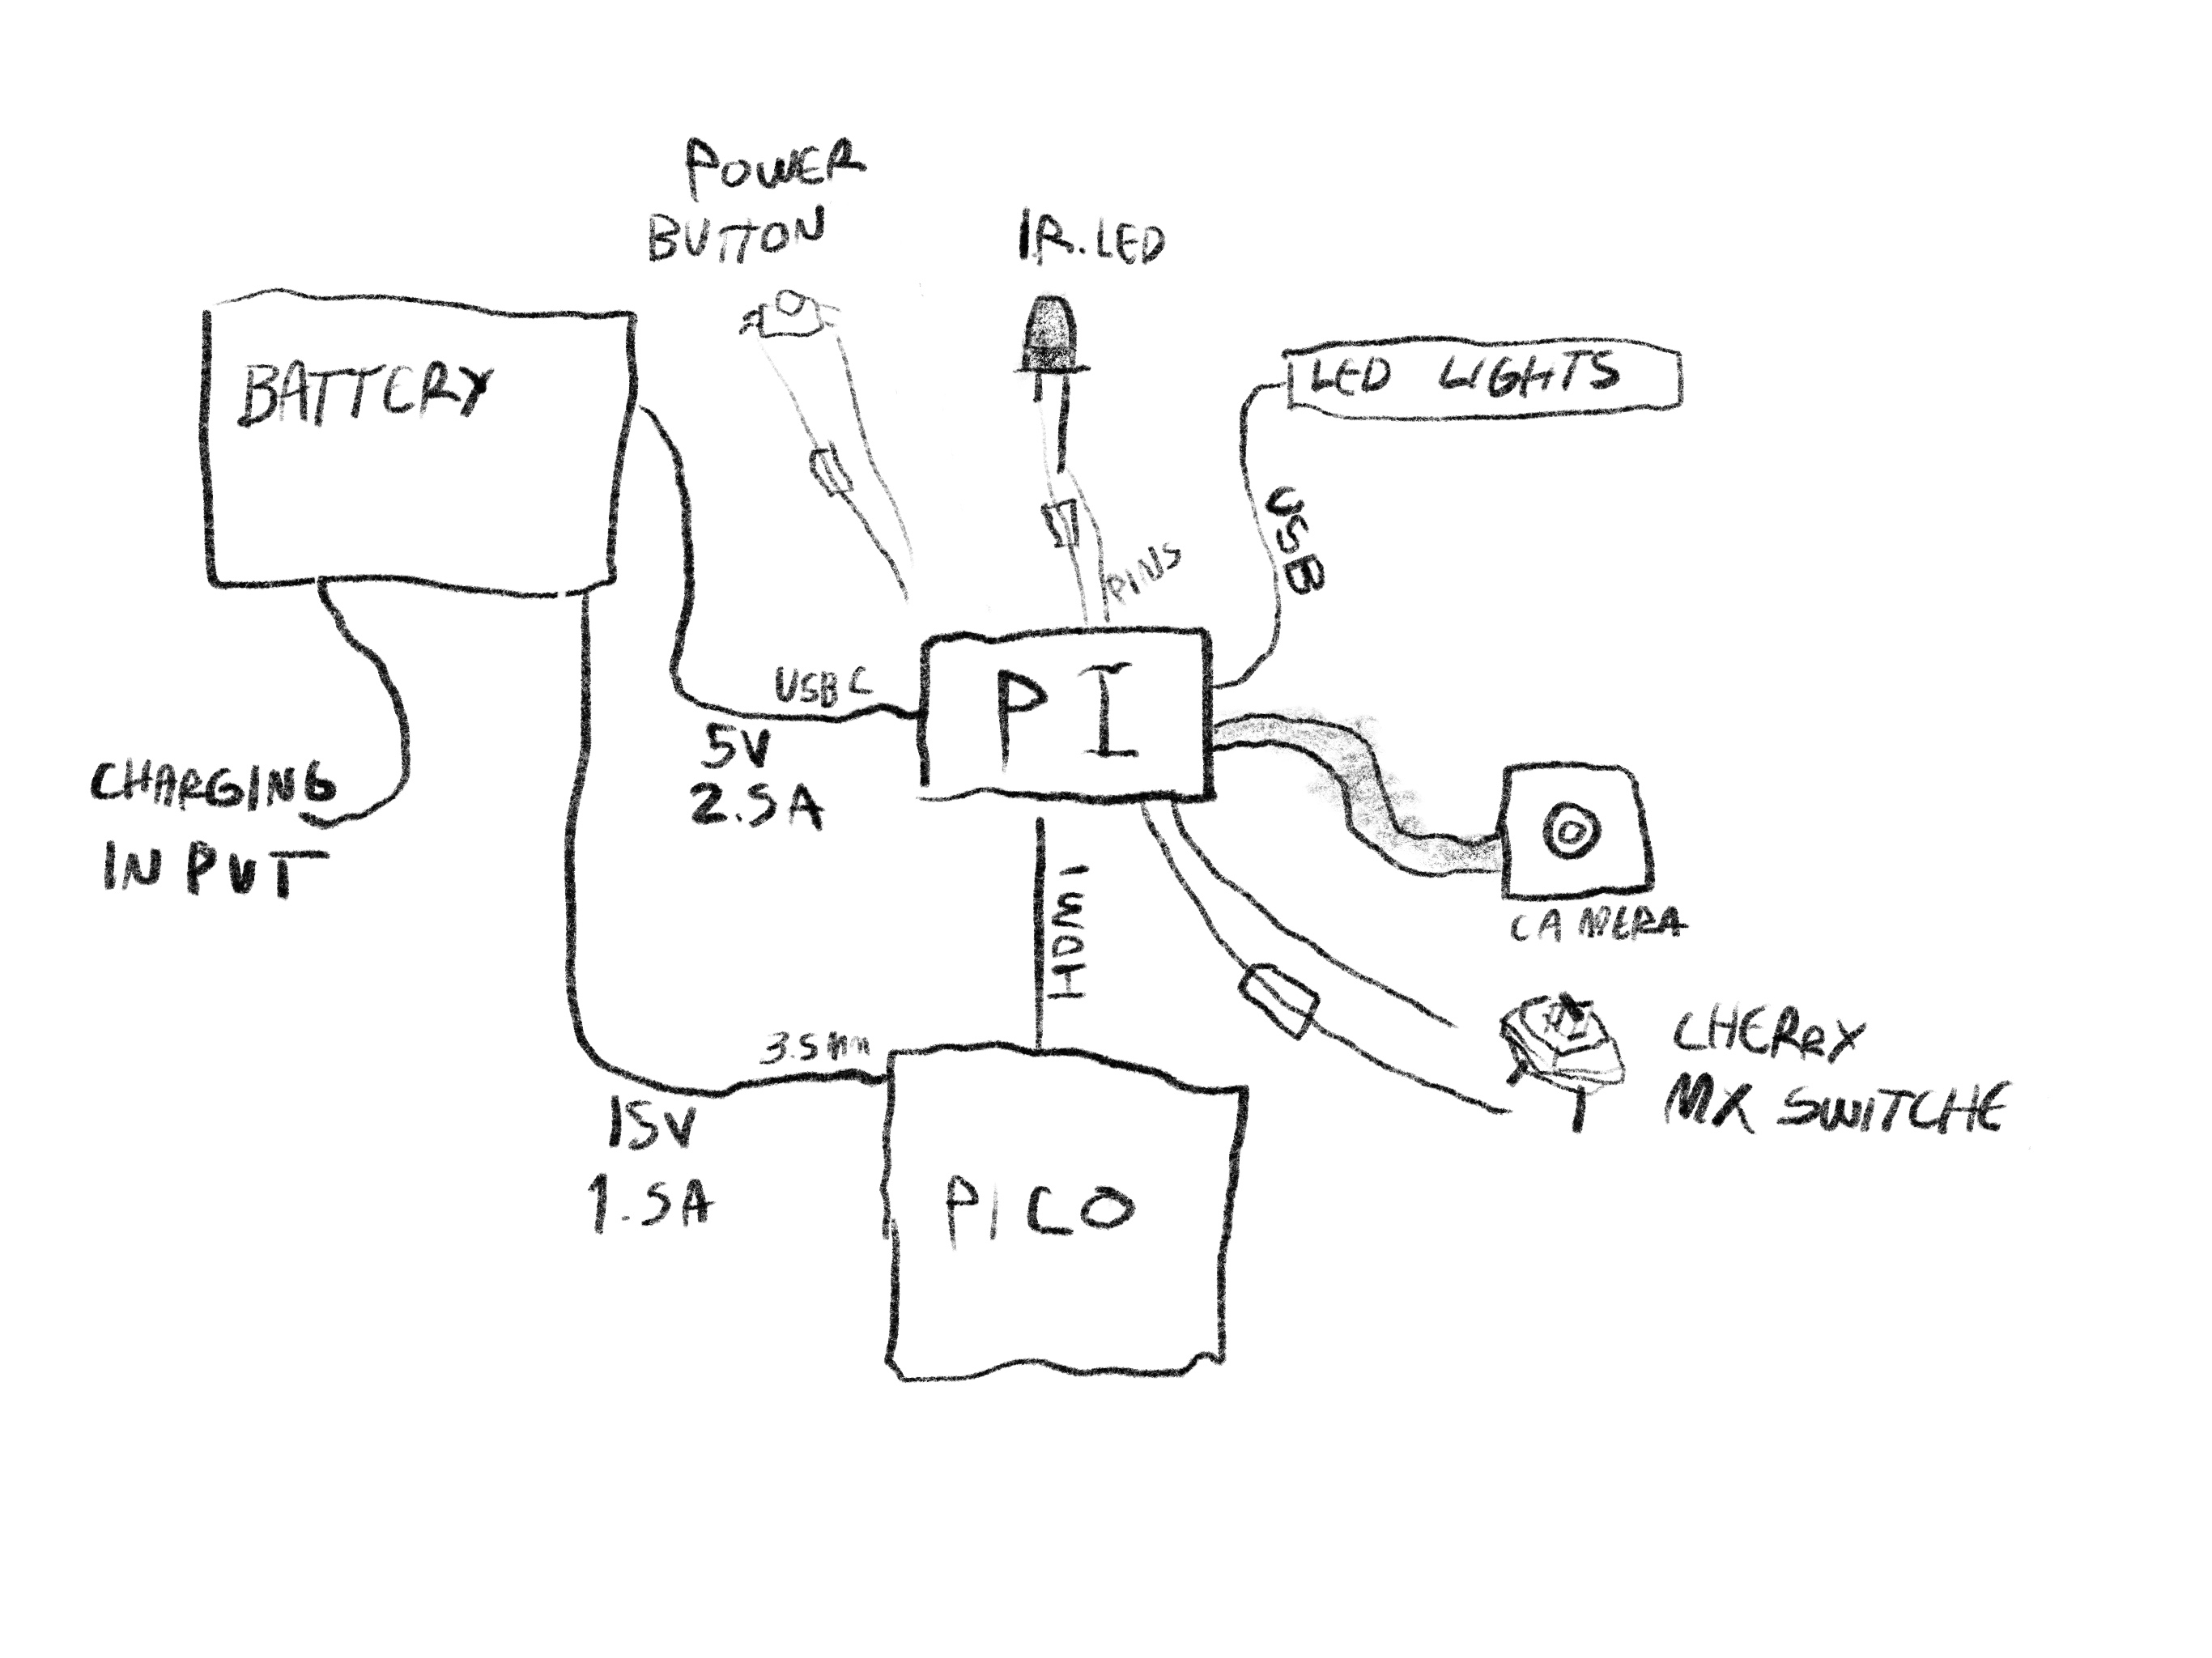 POWER
BUTTON
I.R. LED
BATTERY
LED LIGHTS
USB
PINS
PI
USB C
5V
2.5A
CHARGING
INPUT
HDMI
CAMERA
CHERRY
MX SWITCHE
3.5mm
15V
1.5A
PICO